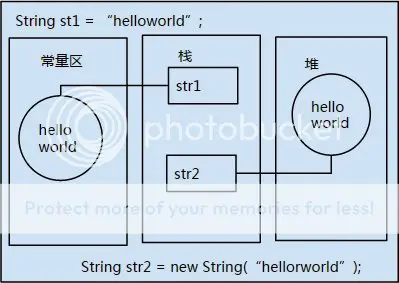 String st1 = “helloworld”;
常量区
栈
堆
str1
hello
world
hello
world
str2
photobucket
Protect more of your memories for less!
String str2 = new String(“hellorworld”);